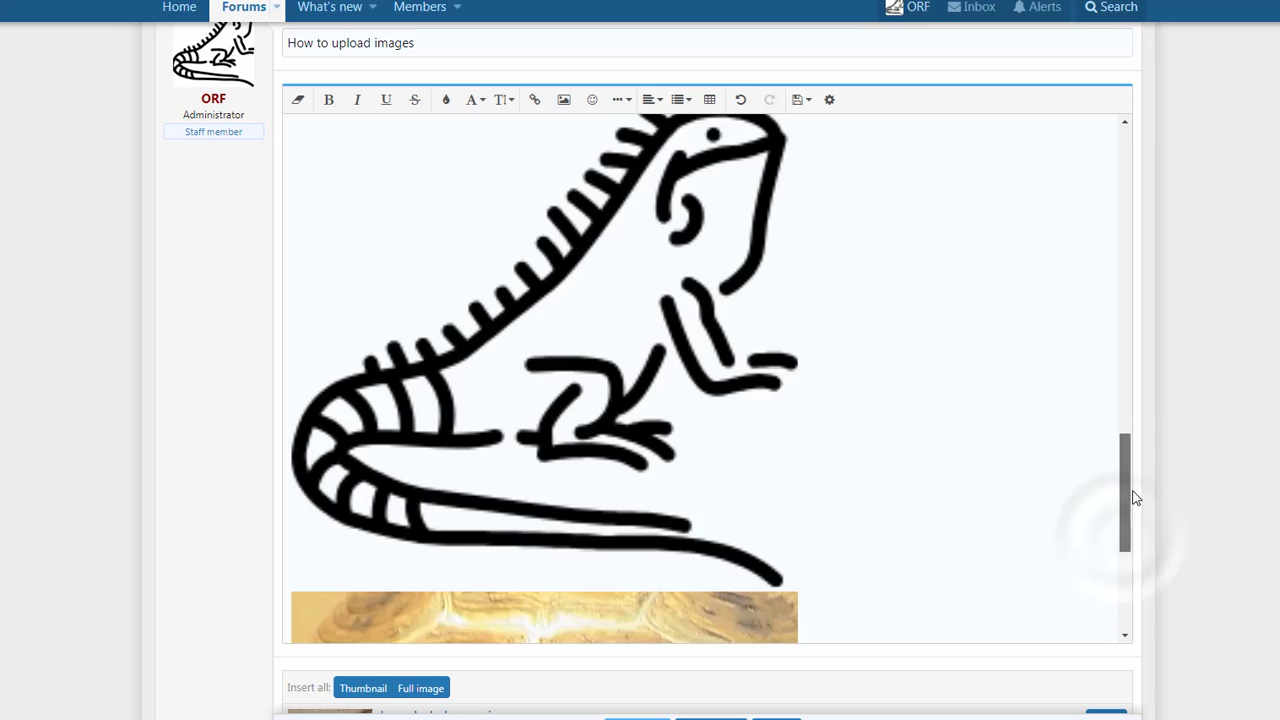 Home Forums What's new Members ORF Inbox Alerts Search
How to upload images
ORF
Administrator
Staff member
Insert all: Thumbnail Full image